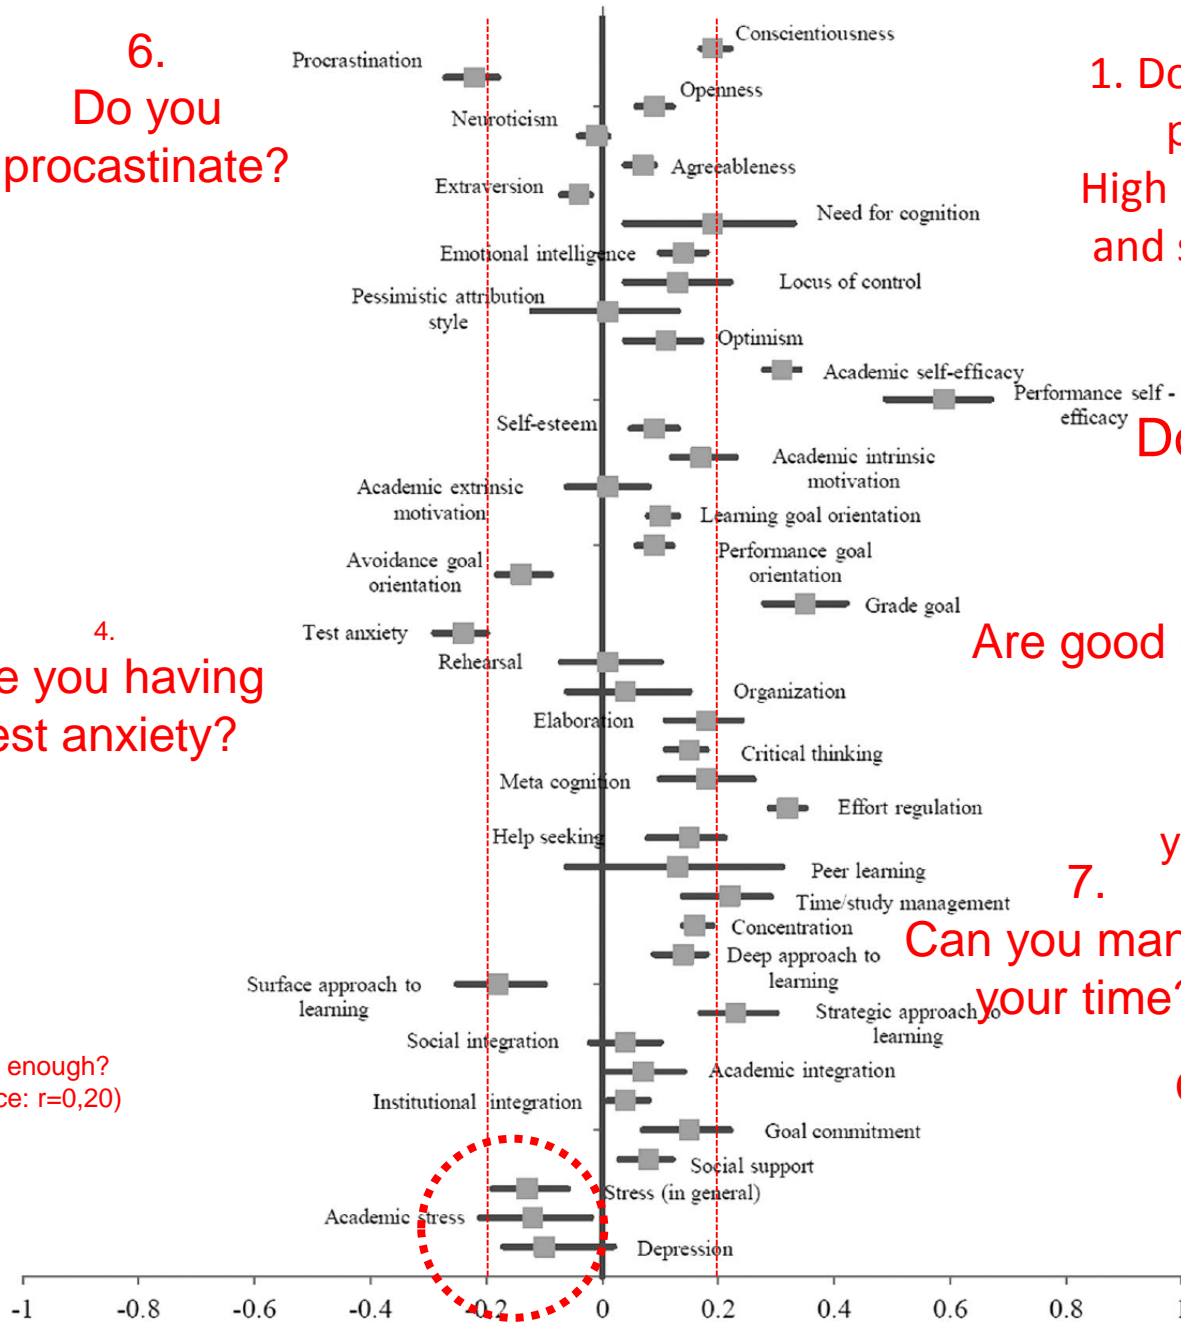 6.
Do you
procastinate?
1. Do
High
and s
Conscientiousness
Procrastination
Openness
Neuroticism
Agreeableness
Extraversion
Need for cognition
Emotional intelligence
Locus of control
Pessimistic attribution
style
Optimism
Academic self-efficacy
Performance self -
efficacy
Do
Self-esteem
Academic intrinsic
motivation
Academic extrinsic
motivation
Learning goal orientation
Performance goal
orientation
Avoidance goal
orientation
Grade goal
Test anxiety
4.
e you having
est anxiety?
Are good
Rehearsal
Organization
Elaboration
Critical thinking
Meta cognition
Effort regulation
Help seeking
y
Peer learning
7.
Can you man
your time?
Time/study management
Concentration
Deep approach to
learning
Surface approach to
learning
Strategic approach to
learning
Social integration
enough?
ce: r=0,20)
Academic integration
Institutional integration
Goal commitment
Social support
Stress (in general)
Academic stress
Depression
-1 -0.8 -0.6 -0.4 -0.2 0 0.2 0.4 0.6 0.8 1